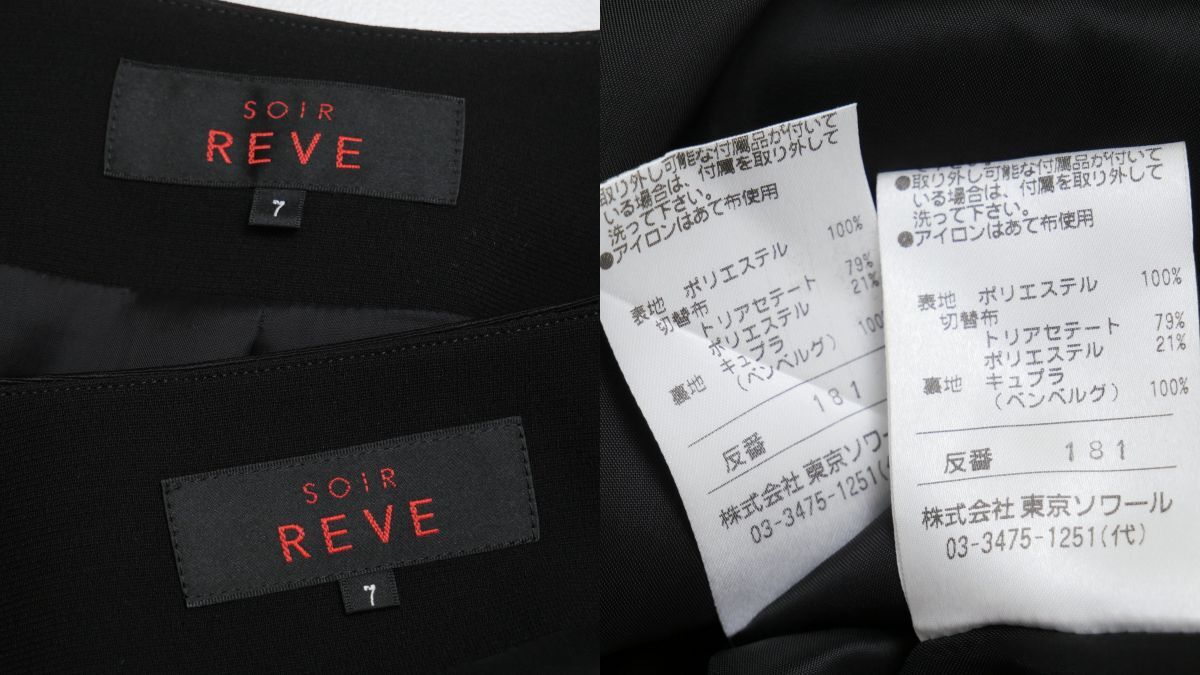 SOIR
REVE
7
SOIR
REVE
7
取り外し可能な付属品が付いて
いる場合は、付属を取り外して
洗って下さい。
●アイロンはあて布使用
表地 ポリエステル 100%
切替布
トリアセテート 79%
ポリエステル 21%
裏地 キュプラ 100
(ベンベルグ)
反番 181
株式会社 東京ソワー
03-3475-1251(
●取り外し可能な付属品が付いて
いる場合は、付属を取り外して
洗って下さい。
●アイロンはあて布使用
表地 ポリエステル 100%
切替布
トリアセテート 79%
ポリエステル 21%
裏地 キュプラ
(ベンベルグ) 100%
反番 181
株式会社 東京ソワール
03-3475-1251(代)